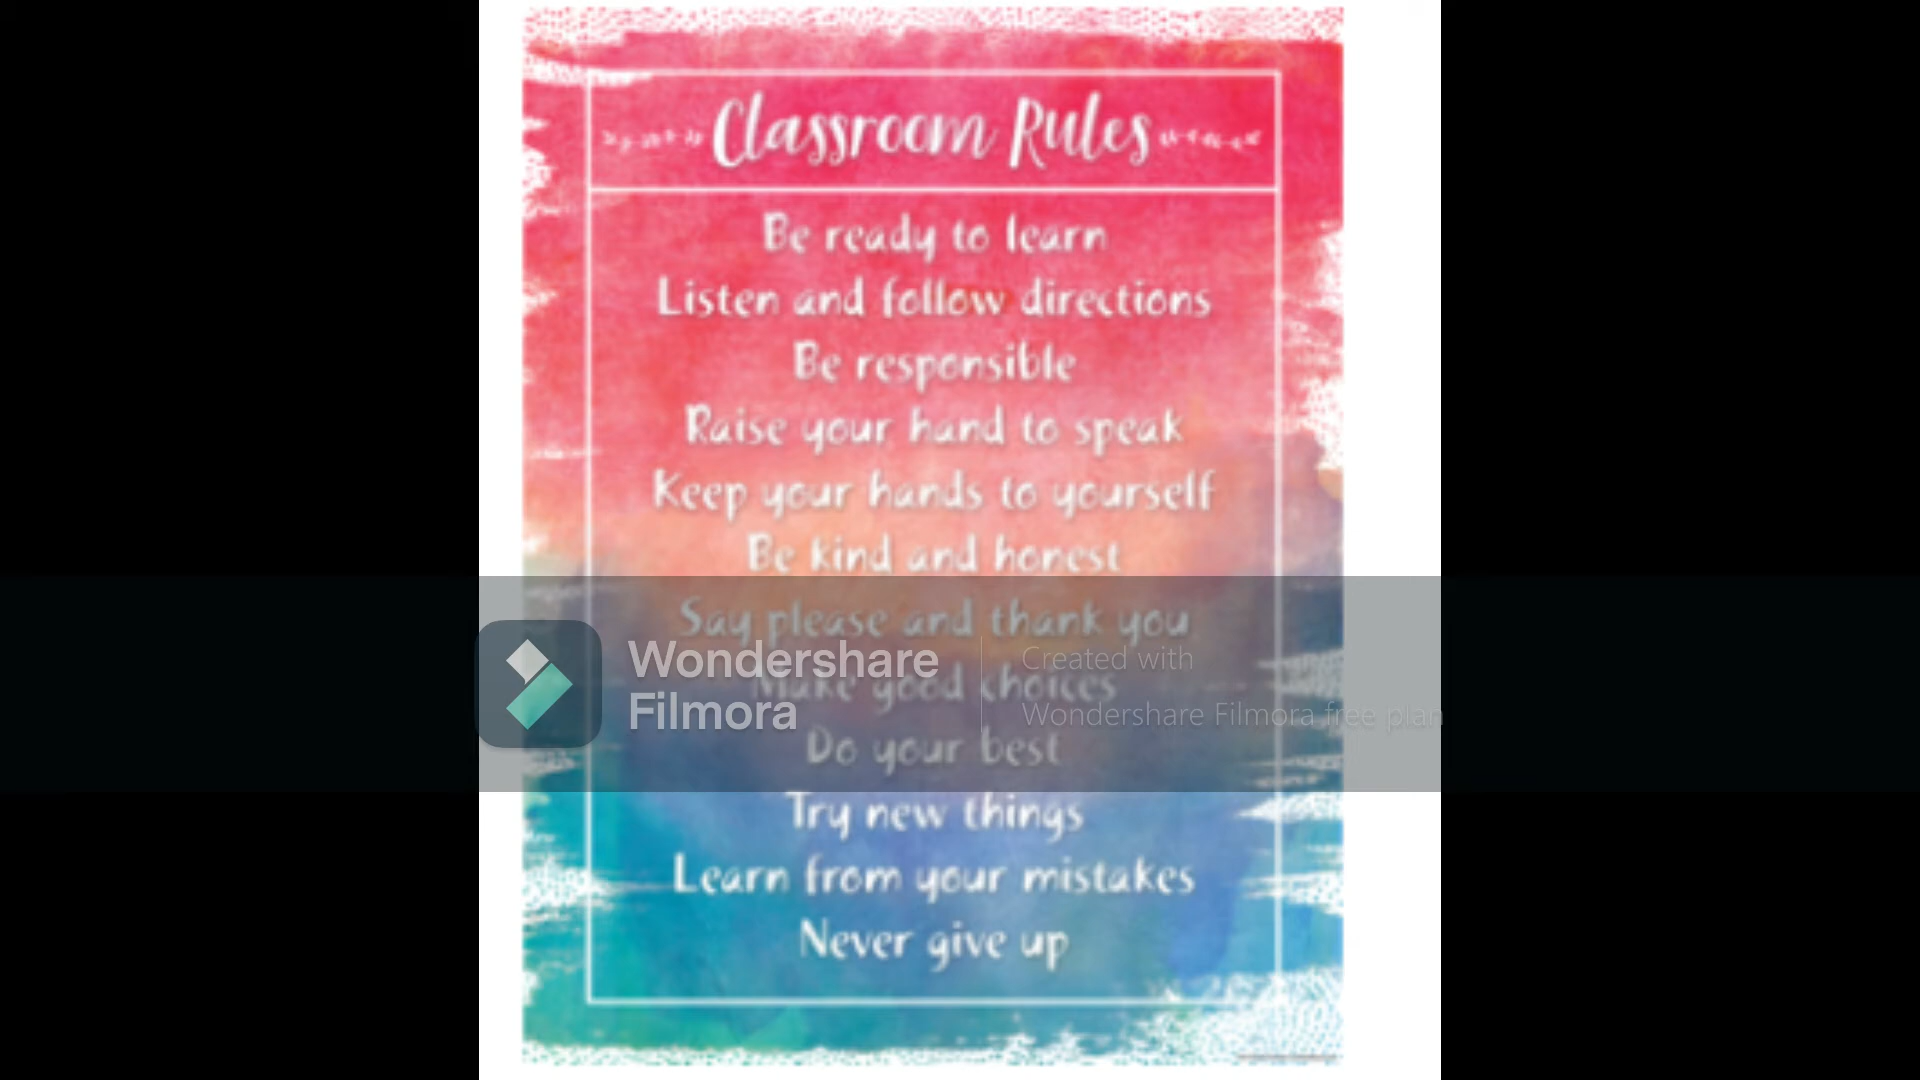 Classroom Rules
Be ready to learn
Listen and follow directions
Be responsible
Raise your hand to speak
Keep your hands to yourself
Be kind and honest
Say please and thank you
Wondershare
Filmora
Created with
Wondershare Filmora free plan
Make good choices
Do your best
Try new things
Learn from your mistakes
Never give up